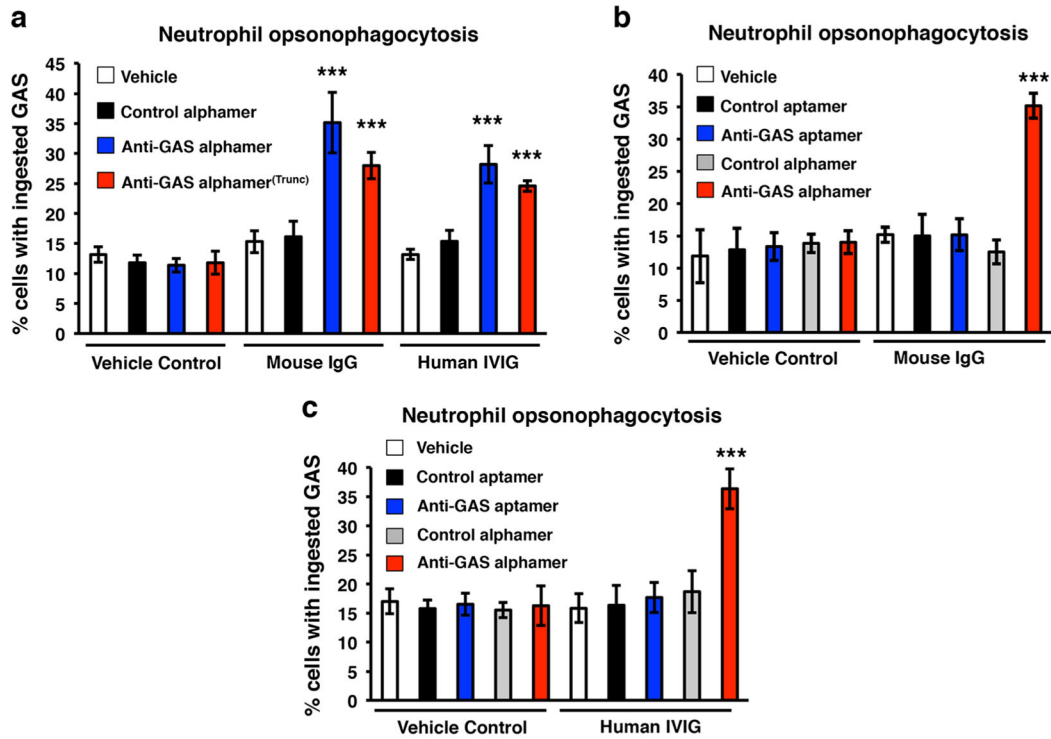 a
Neutrophil opsonophagocytosis
% cells with ingested GAS
45
40
35
30
25
20
15
10
5
0
Vehicle
Control alphamer
Anti-GAS alphamer
Anti-GAS alphamer(Trunc)
***
***
***
***
Vehicle Control Mouse IgG Human IVIG
b
Neutrophil opsonophagocytosis
% cells with ingested GAS
40
35
30
25
20
15
10
5
0
Vehicle
Control aptamer
Anti-GAS aptamer
Control alphamer
Anti-GAS alphamer
***
Vehicle Control Mouse IgG
c
Neutrophil opsonophagocytosis
% cells with ingested GAS
40
35
30
25
20
15
10
5
0
Vehicle
Control aptamer
Anti-GAS aptamer
Control alphamer
Anti-GAS alphamer
***
Vehicle Control Human IVIG